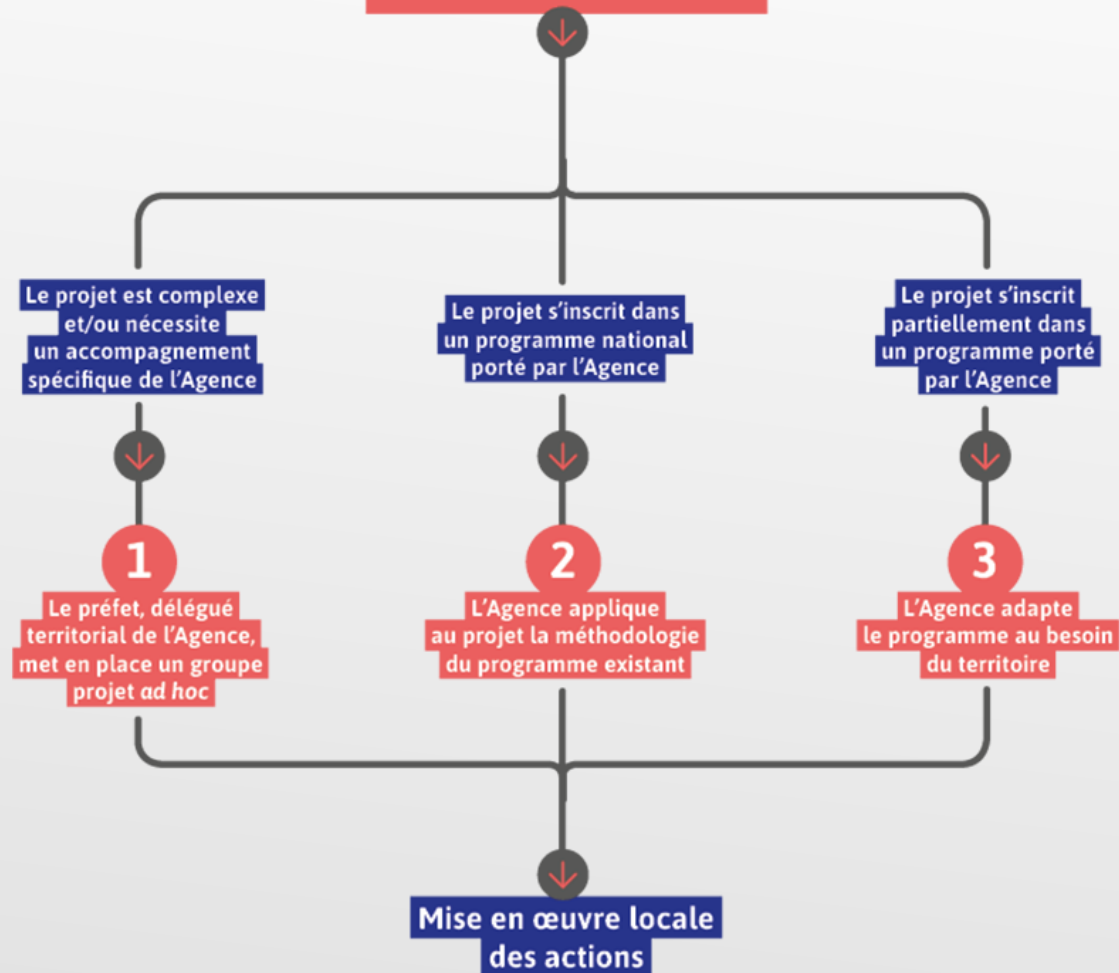 Le projet est complexe
et/ou nécessite
un accompagnement
spécifique de l'Agence
Le projet s'inscrit dans
un programme national
porté par l'Agence
Le projet s'inscrit
partiellement dans
un programme porté
par l'Agence
1
Le préfet, délégué
territorial de l'Agence,
met en place un groupe
projet ad hoc
2
L'Agence applique
au projet la méthodologie
du programme existant
3
L'Agence adapte
le programme au besoin
du territoire
Mise en œuvre locale
des actions